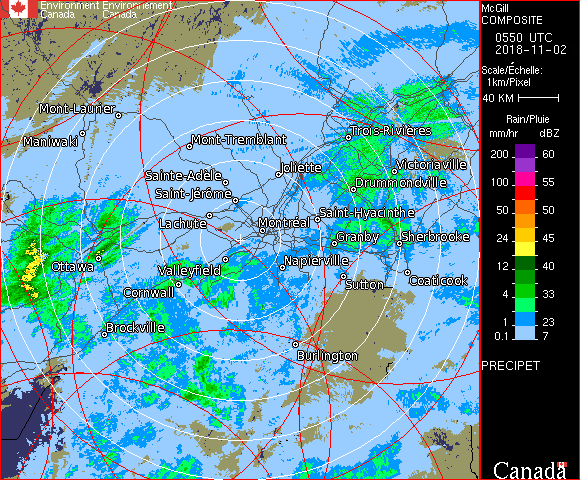 Environment Environnement
Canada Canada
McGill
COMPOSITE
0550 UTC
2018-11-02
Scale/Échelle:
1km/Pixel
40 KM
Rain/Pluie
mm/hr dBZ
200 60
100 55
50 50
24 45
12 40
4 33
1 23
0.1 7
PRECIPET
Canada
Mont-Laurier
Maniwaki
Mont-Tremblant
Trois-Rivières
Joliette
Victoriaville
Sainte-Adèle
Drummondville
Saint-Jérôme
Saint-Hyacinthe
Lachute
Montréal
Granby
Sherbrooke
Ottawa
Valleyfield
Napierville
Coaticook
Cornwall
Sutton
Brockville
Burlington